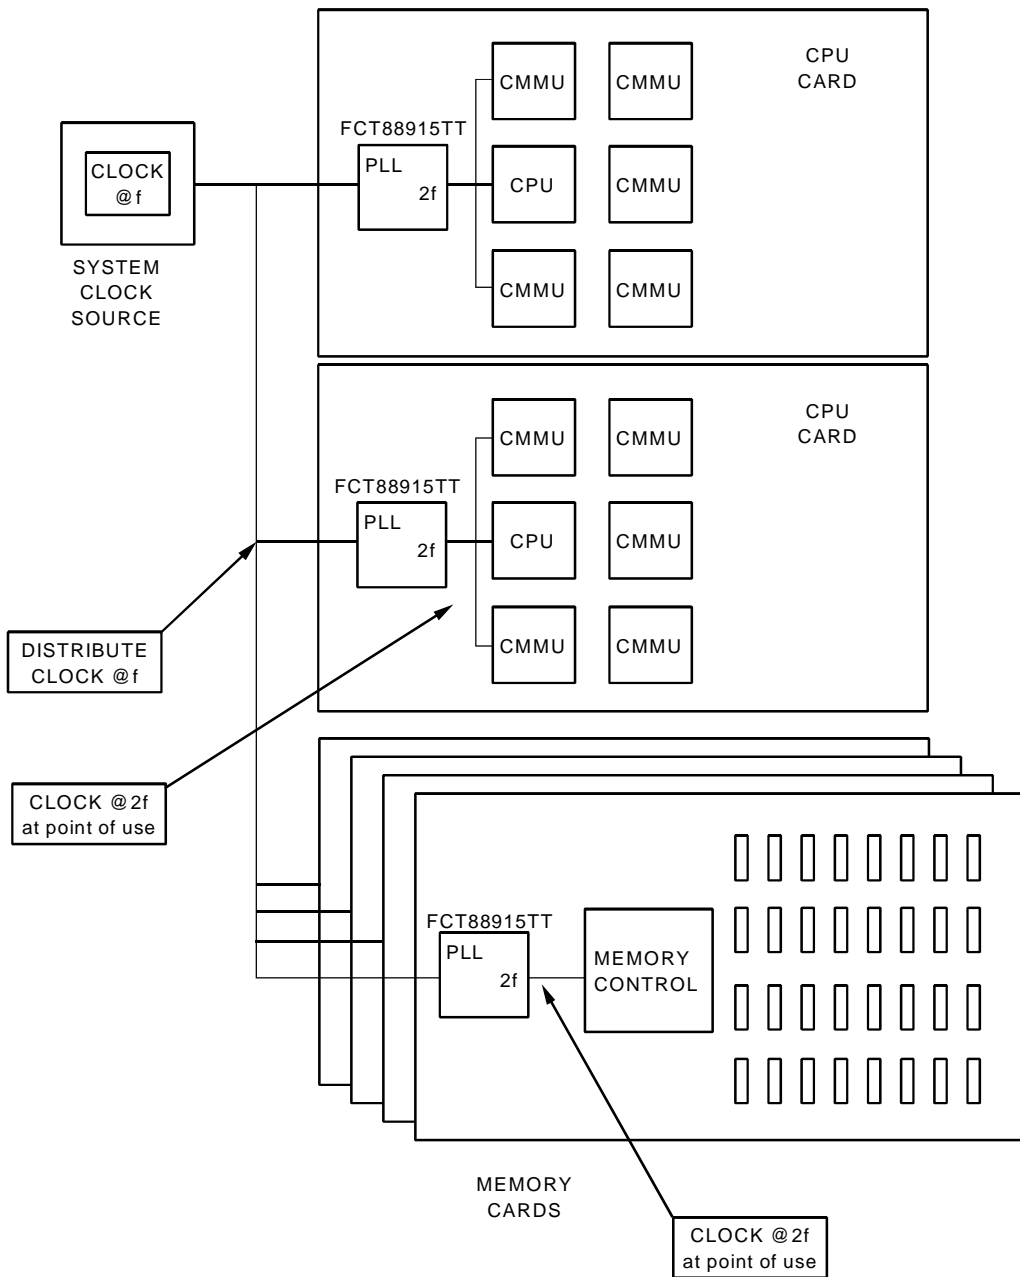 CPU
CARD
CMMU
CMMU
FCT88915TT
CLOCK
@f
PLL
2f
CPU
CMMU
SYSTEM
CLOCK
SOURCE
CMMU
CMMU
CPU
CARD
CMMU
CMMU
FCT88915TT
PLL
2f
CPU
CMMU
DISTRIBUTE
CLOCK @f
CMMU
CMMU
CLOCK @2f
at point of use
FCT88915TT
PLL
2f
MEMORY
CONTROL
MEMORY
CARDS
CLOCK @2f
at point of use